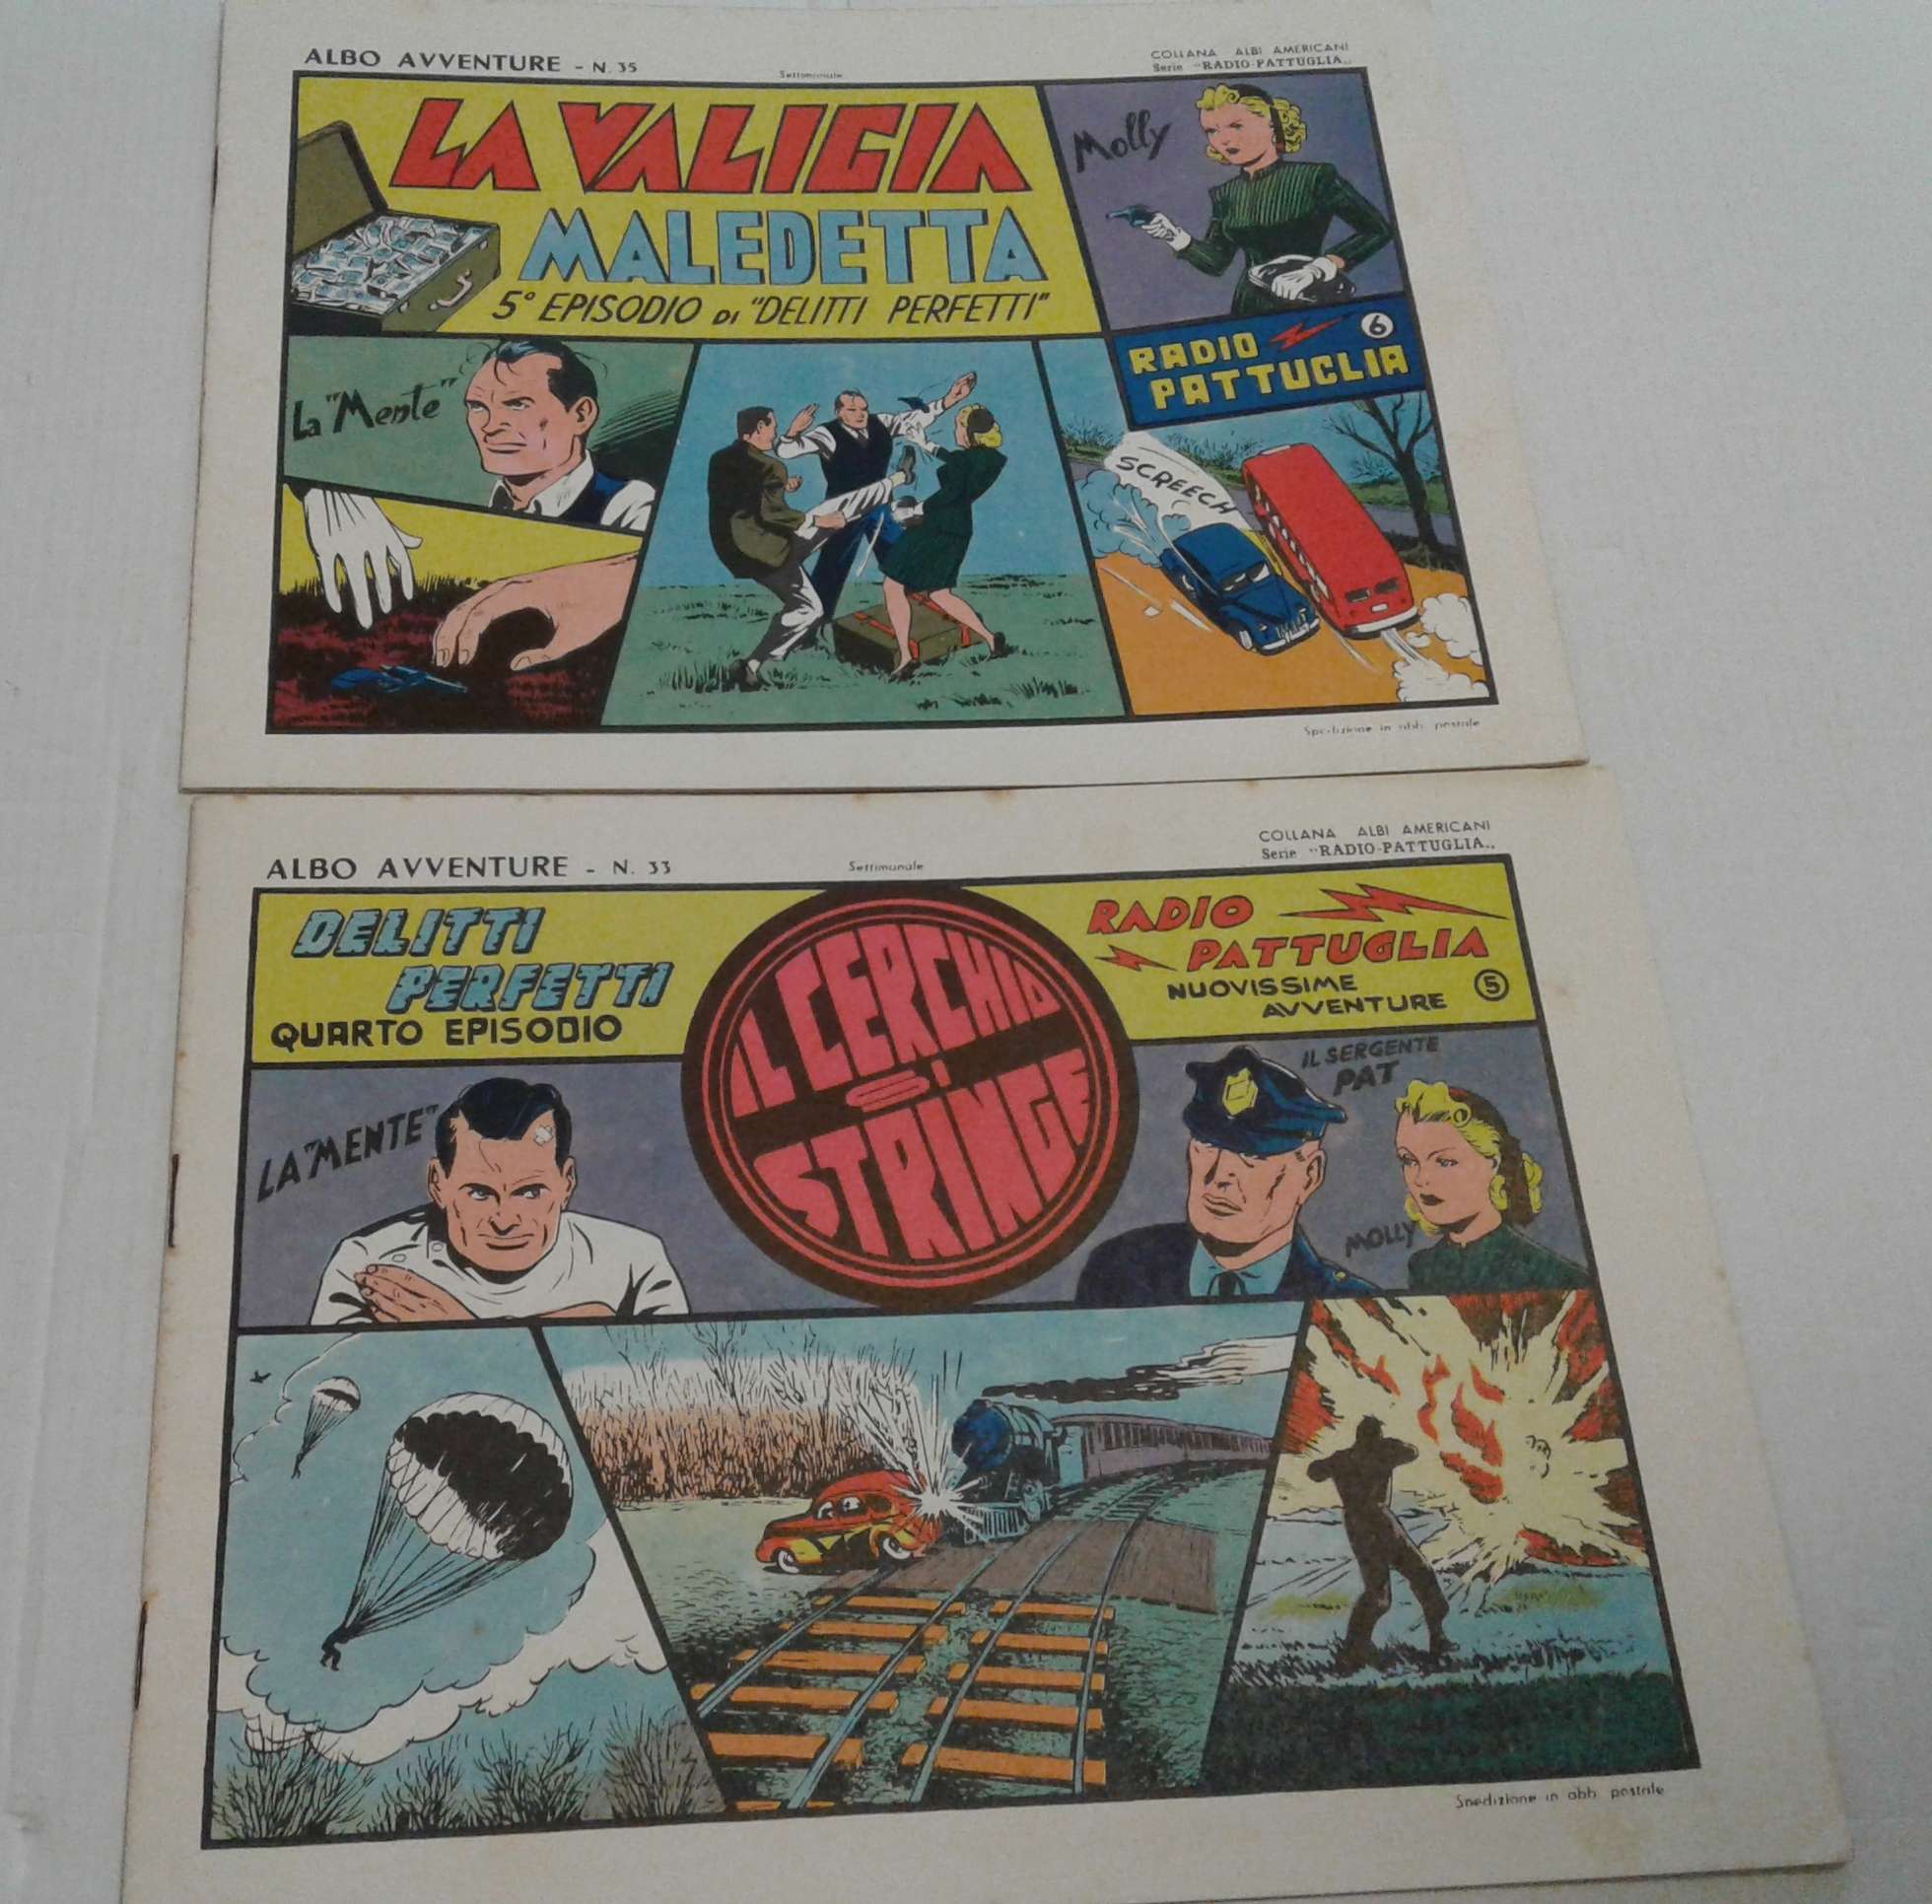 ALBO AVVENTURE - N. 35
Settimanale
COLLANA ALBI AMERICANI
Serie "RADIO-PATTUGLIA„
LA VALIGIA
MALEDETTA
5° EPISODIO DI "DELITTI PERFETTI"
Molly
RADIO 6
PATTUGLIA
La "Mente"
SCREECH
Spedizione in abb. postale
ALBO AVVENTURE - N. 33
Settimanale
COLLANA ALBI AMERICANI
Serie "RADIO-PATTUGLIA„
DELITTI
PERFETTI
QUARTO EPISODIO
IL CERCHIO
SI
STRINGE
RADIO
PATTUGLIA
NUOVISSIME
AVVENTURE 5
LA "MENTE"
IL SERGENTE
PAT
MOLLY
Spedizione in abb. postale